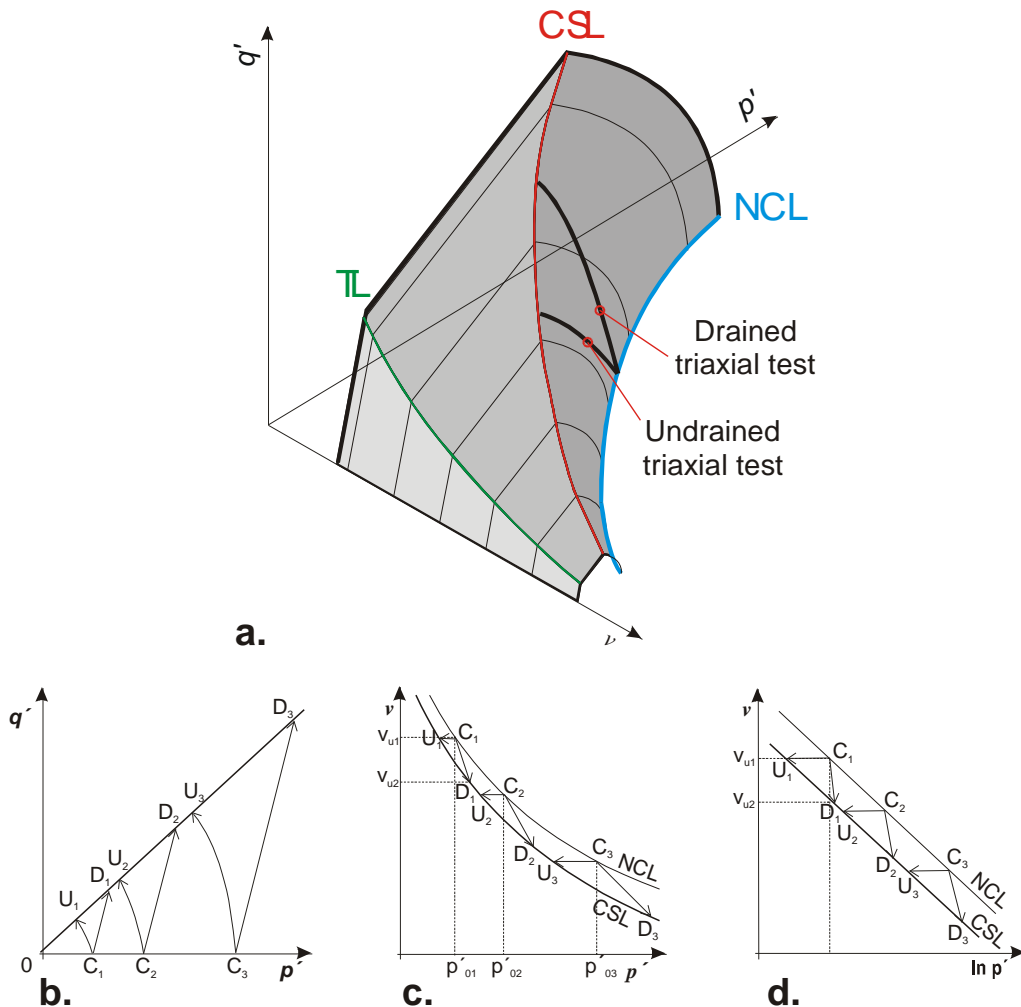 CSL
q'
p'
NCL
TL
Drained
triaxial test
Undrained
triaxial test
ν
a.
q´
D₃
U₃
D₂
U₂
D₁
U₁
0
C₁
C₂
C₃
p´
b.
v
vᵤ₁
U₁
C₁
vᵤ₂
D₁
C₂
U₂
D₂
C₃
U₃
NCL
CSL
D₃
p´₀₁
p´₀₂
p´₀₃
p´
c.
v
vᵤ₁
C₁
U₁
vᵤ₂
D₁
C₂
U₂
D₂
C₃
U₃
NCL
CSL
D₃
ln p´
d.